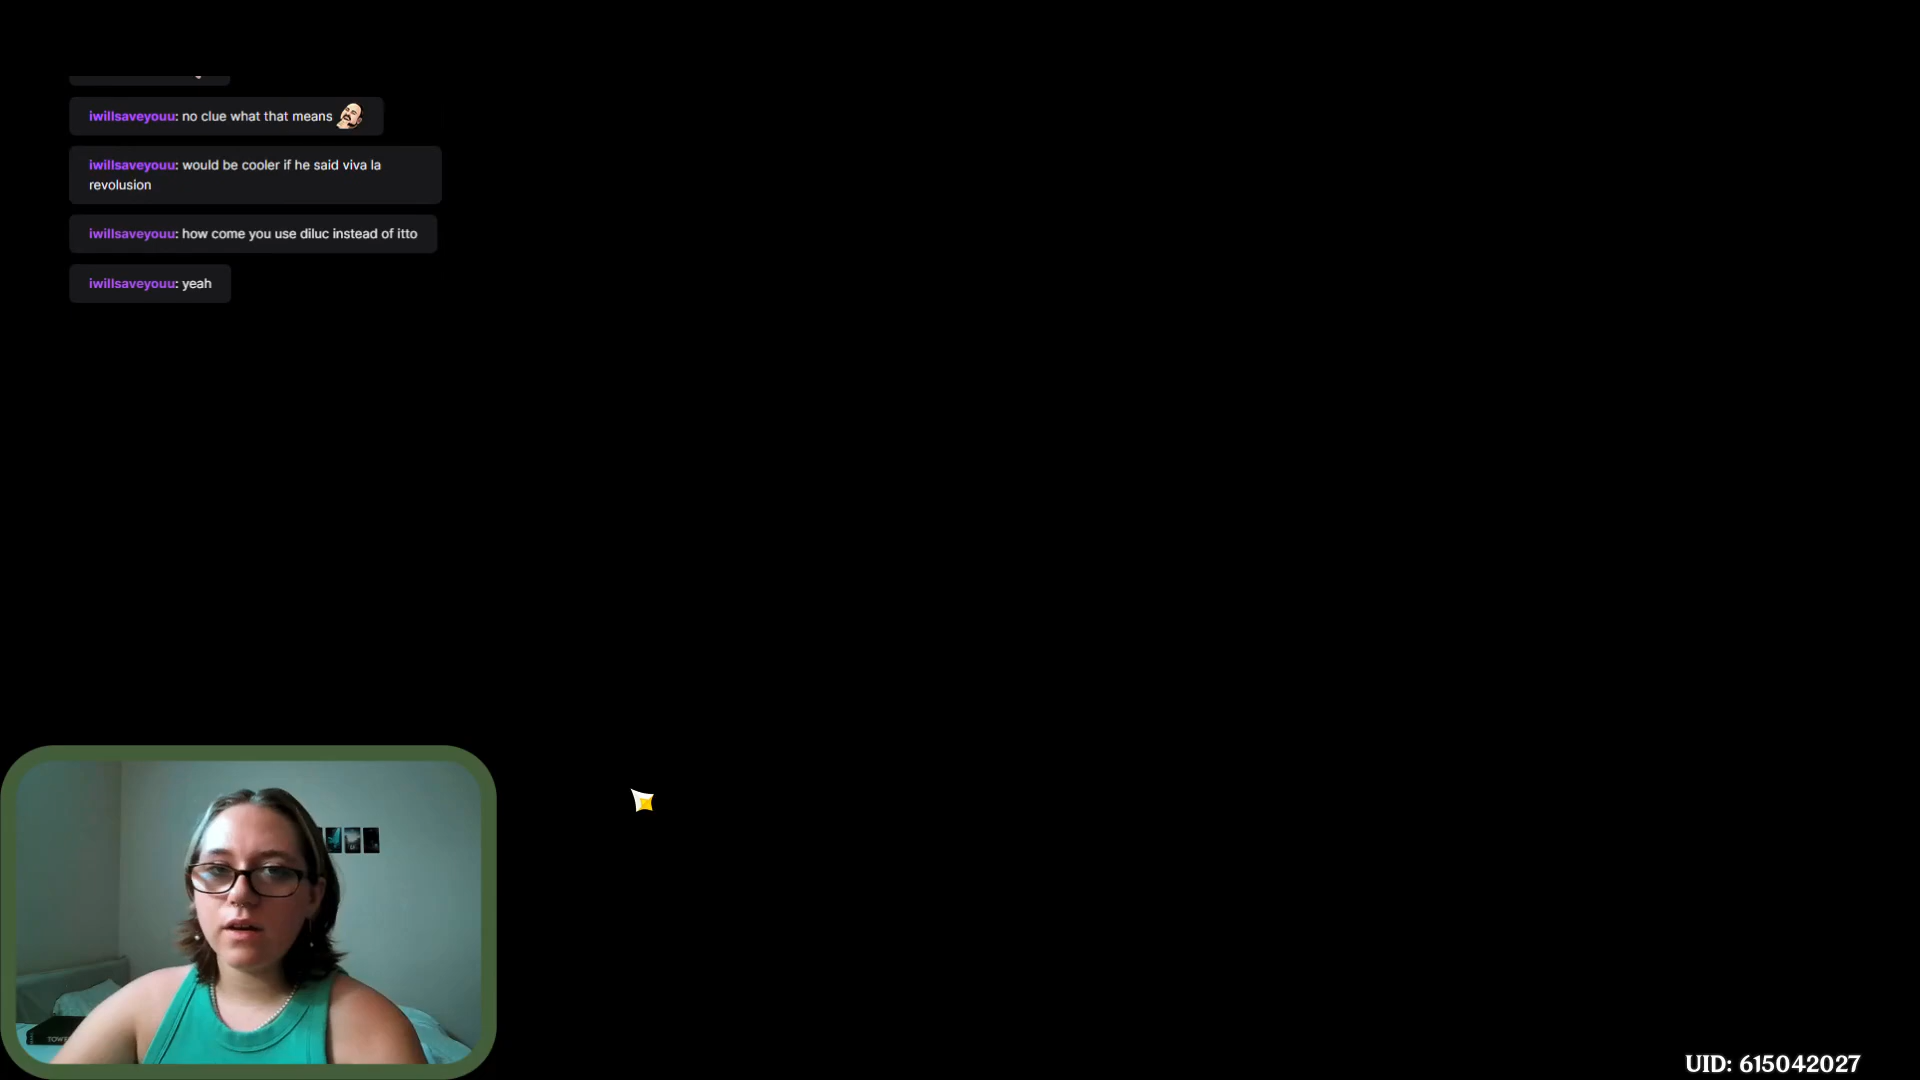 iwillsaveyouu: no clue what that means
iwillsaveyouu: would be cooler if he said viva la
revolusion
iwillsaveyouu: how come you use diluc instead of itto
iwillsaveyouu: yeah
UID: 615042027